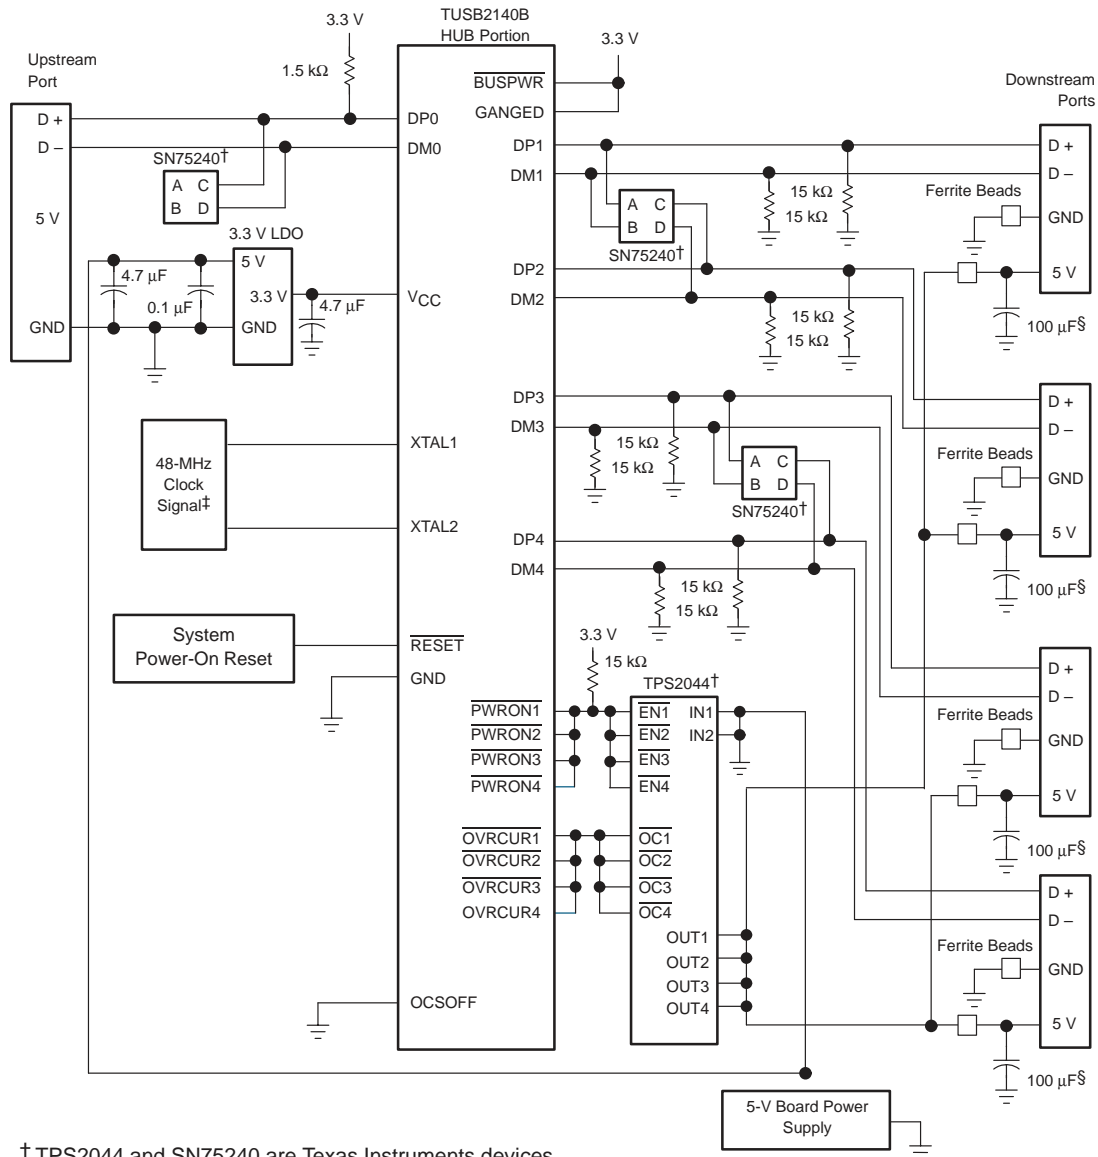 TUSB2140B
HUB Portion
3.3 V
3.3 V
1.5 kΩ
Upstream
Port
D +
D –
5 V
GND
SN75240†
A C
B D
3.3 V LDO
5 V
3.3 V
GND
4.7 µF
0.1 µF
4.7 µF
48-MHz
Clock
Signal‡
System
Power-On Reset
DP0
DM0
VCC
XTAL1
XTAL2
RESET
GND
OCSOFF
BUSPWR
GANGED
DP1
DM1
DP2
DM2
DP3
DM3
DP4
DM4
PWRON1
PWRON2
PWRON3
PWRON4
OVRCUR1
OVRCUR2
OVRCUR3
OVRCUR4
15 kΩ
15 kΩ
A C
B D
SN75240†
15 kΩ
15 kΩ
15 kΩ
15 kΩ
A C
B D
SN75240†
15 kΩ
15 kΩ
3.3 V
15 kΩ
TPS2044†
EN1
EN2
EN3
EN4
IN1
IN2
OC1
OC2
OC3
OC4
OUT1
OUT2
OUT3
OUT4
5-V Board Power
Supply
Downstream
Ports
D +
D –
Ferrite Beads
GND
5 V
100 µF§
D +
D –
Ferrite Beads
GND
5 V
100 µF§
D +
D –
Ferrite Beads
GND
5 V
100 µF§
D +
D –
Ferrite Beads
GND
5 V
100 µF§
† TPS2044 and SN75240 are Texas Instruments devices